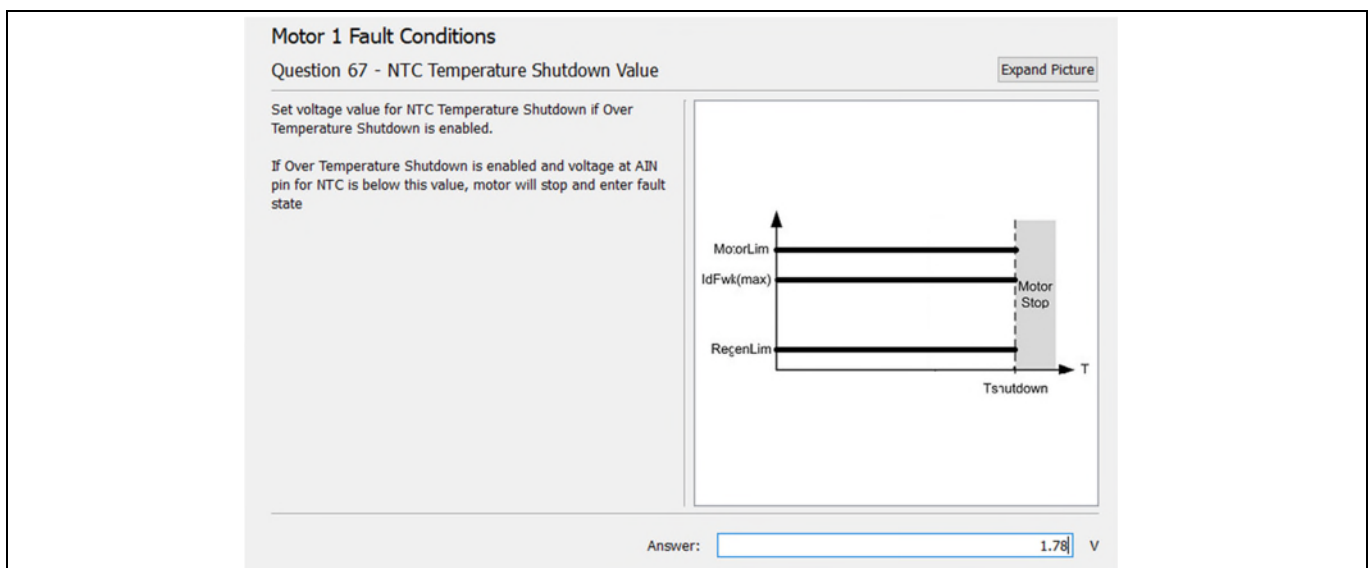 Motor 1 Fault Conditions
Question 67 - NTC Temperature Shutdown Value
Expand Picture
Set voltage value for NTC Temperature Shutdown if Over
Temperature Shutdown is enabled.
If Over Temperature Shutdown is enabled and voltage at AIN
pin for NTC is below this value, motor will stop and enter fault
state
MotorLim
IdFwk(max)
Motor
Stop
RegenLim
T
Tshutdown
Answer:
1.78
V